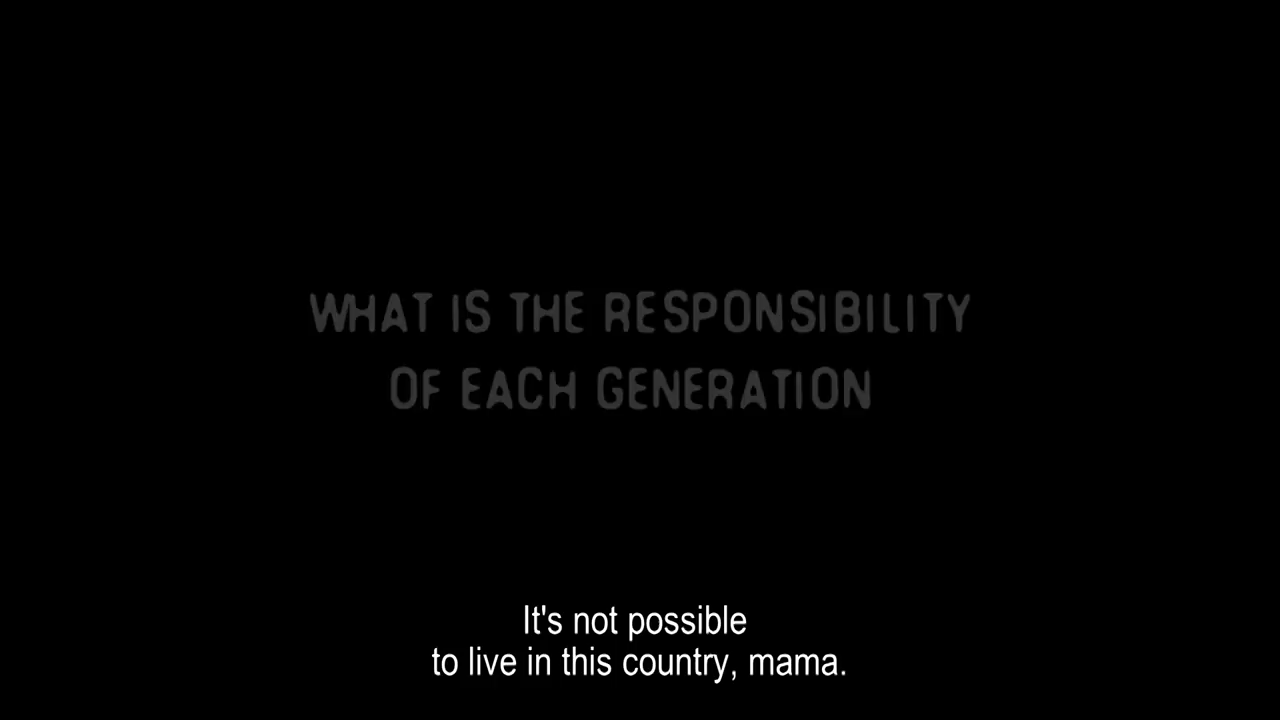 WHAT IS THE RESPONSIBILITY
OF EACH GENERATION
It's not possible
to live in this country, mama.